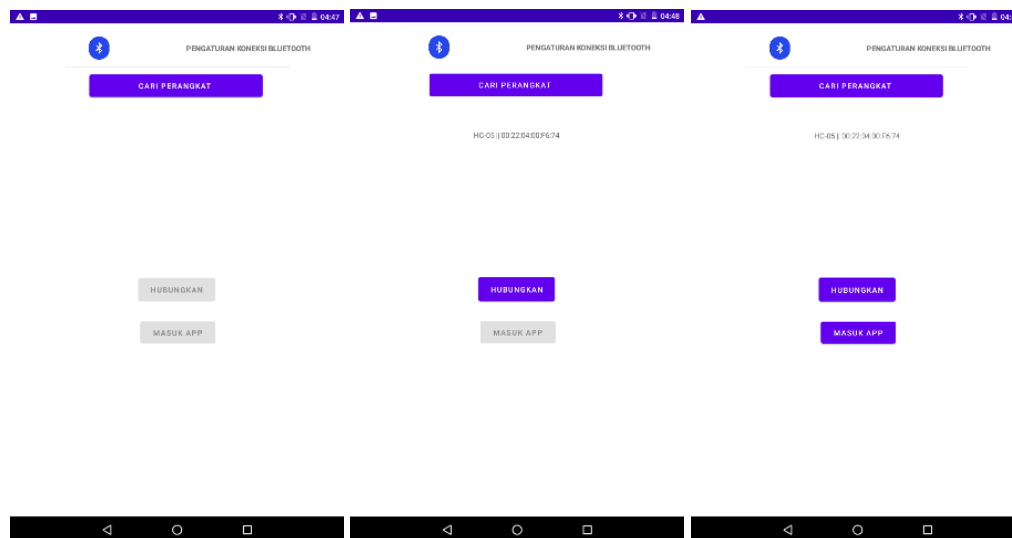 04:47
PENGATURAN KONEKSI BLUETOOTH
CARI PERANGKAT
HUBUNGKAN
MASUK APP
04:48
PENGATURAN KONEKSI BLUETOOTH
CARI PERANGKAT
HC-05 || 00:22:04:00:F6:74
HUBUNGKAN
MASUK APP
04:
PENGATURAN KONEKSI BLUETOOTH
CARI PERANGKAT
HC-05 || 00:22:04:00:F6:74
HUBUNGKAN
MASUK APP